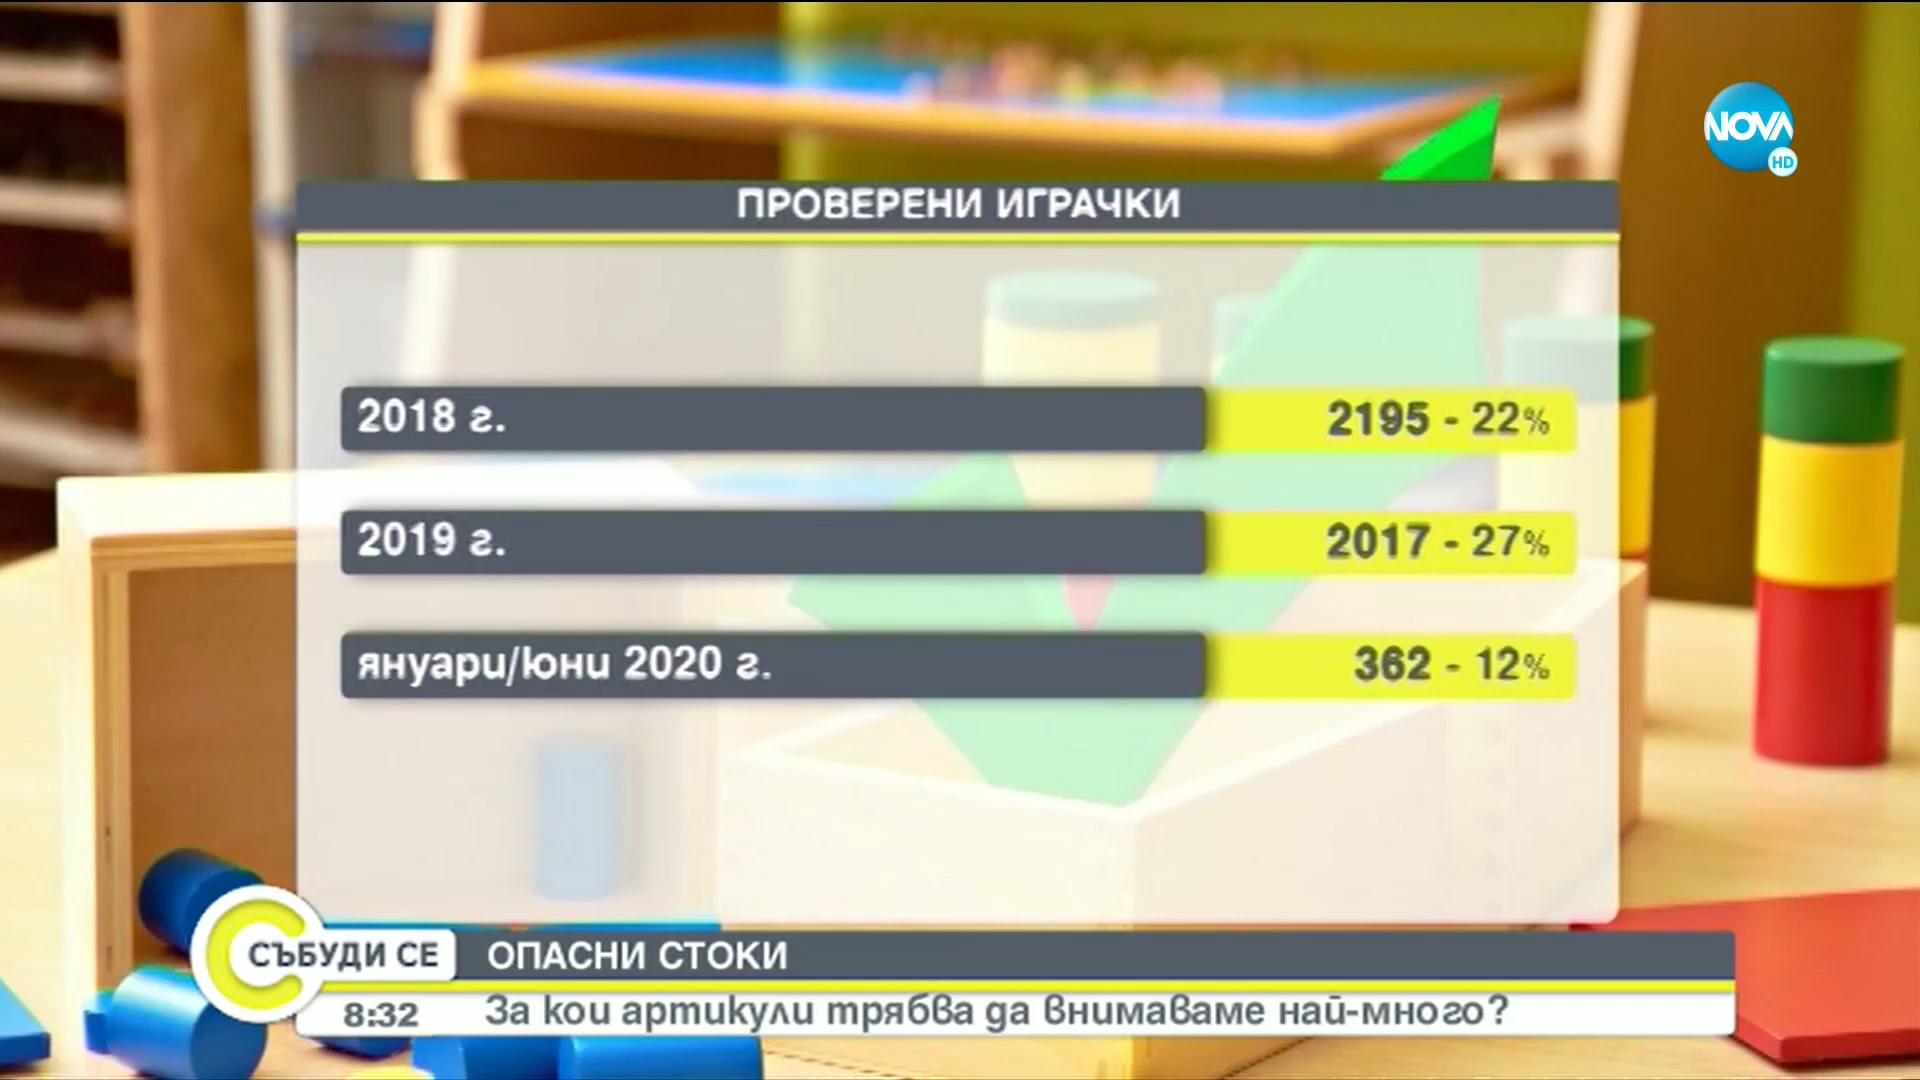 NOVA
HD
ПРОВЕРЕНИ ИГРАЧКИ
2018 г. 2195 - 22%
2019 г. 2017 - 27%
януари/юни 2020 г. 362 - 12%
СЪБУДИ СЕ ОПАСНИ СТОКИ
8:32 За кои артикули трябва да внимаваме най-много?